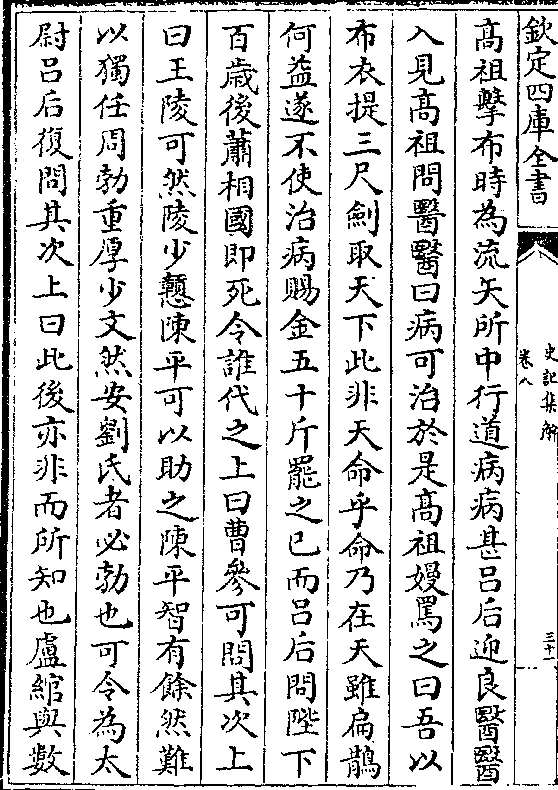 欽定四庫全書
史記集解
卷八
三十一
高祖擊布時為流矢所中行道病病甚呂后迎良醫醫
入見髙祖問醫醫曰病可治於是髙祖嫚罵之曰吾以
布衣提三尺劍取天下此非天命乎命乃在天雖扁鵲
何益遂不使治病賜金五十斤罷之已而呂后問陛下
百歲後蕭相國即死令誰代之上曰曹參可問其次上
曰王陵可然陵少戇陳平可以助之陳平智有餘然難
以獨任周勃重厚少文然安劉氏者必勃也可令為太
尉呂后復問其次上曰此後亦非而所知也盧綰與數